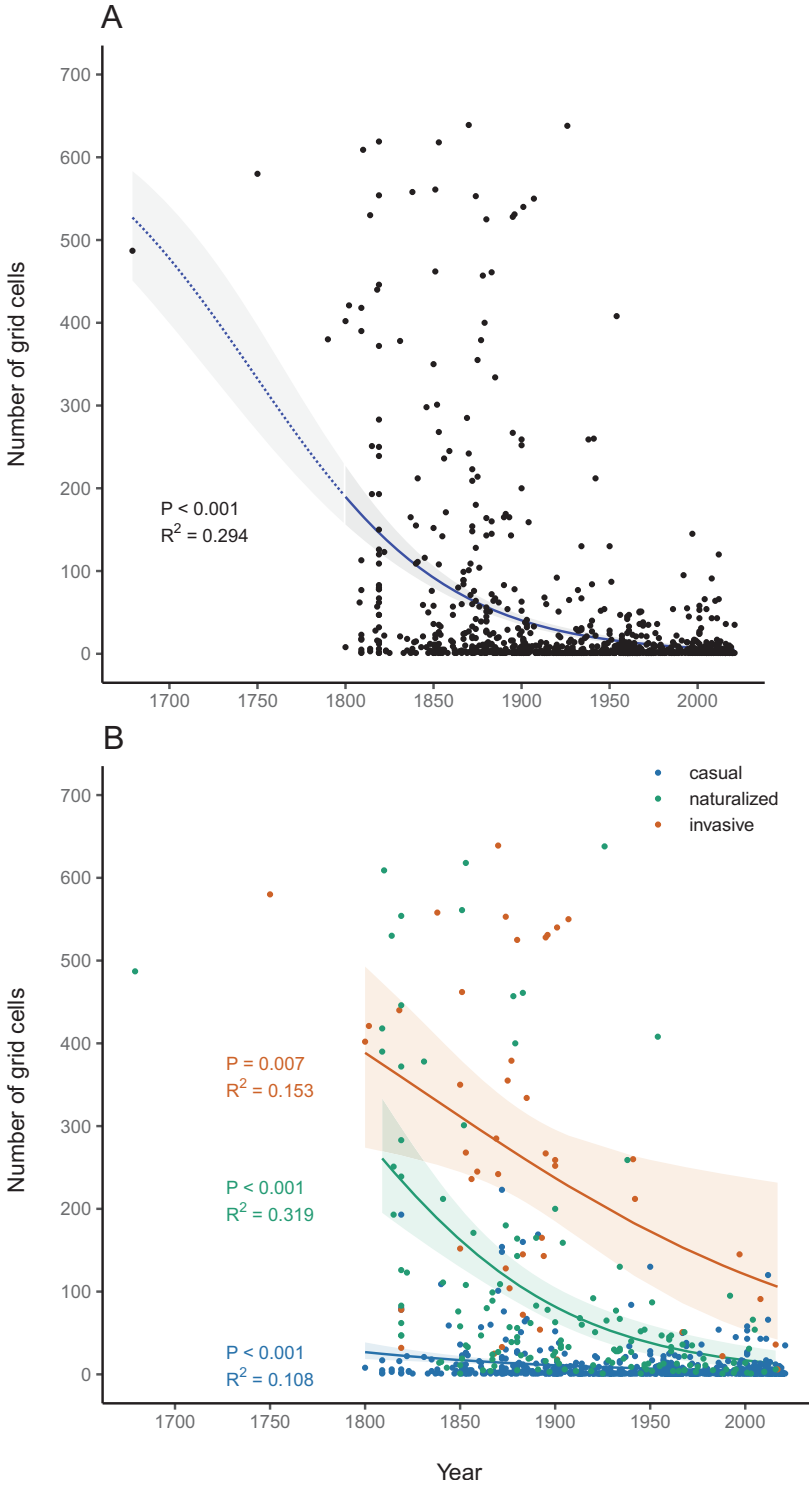 A
700
600
500
400
300
200
100
0
Number of grid cells
P < 0.001
R² = 0.294
1700
1750
1800
1850
1900
1950
2000
B
casual
naturalized
invasive
700
600
500
400
300
200
100
0
Number of grid cells
P = 0.007
R² = 0.153
P < 0.001
R² = 0.319
P < 0.001
R² = 0.108
1700
1750
1800
1850
1900
1950
2000
Year